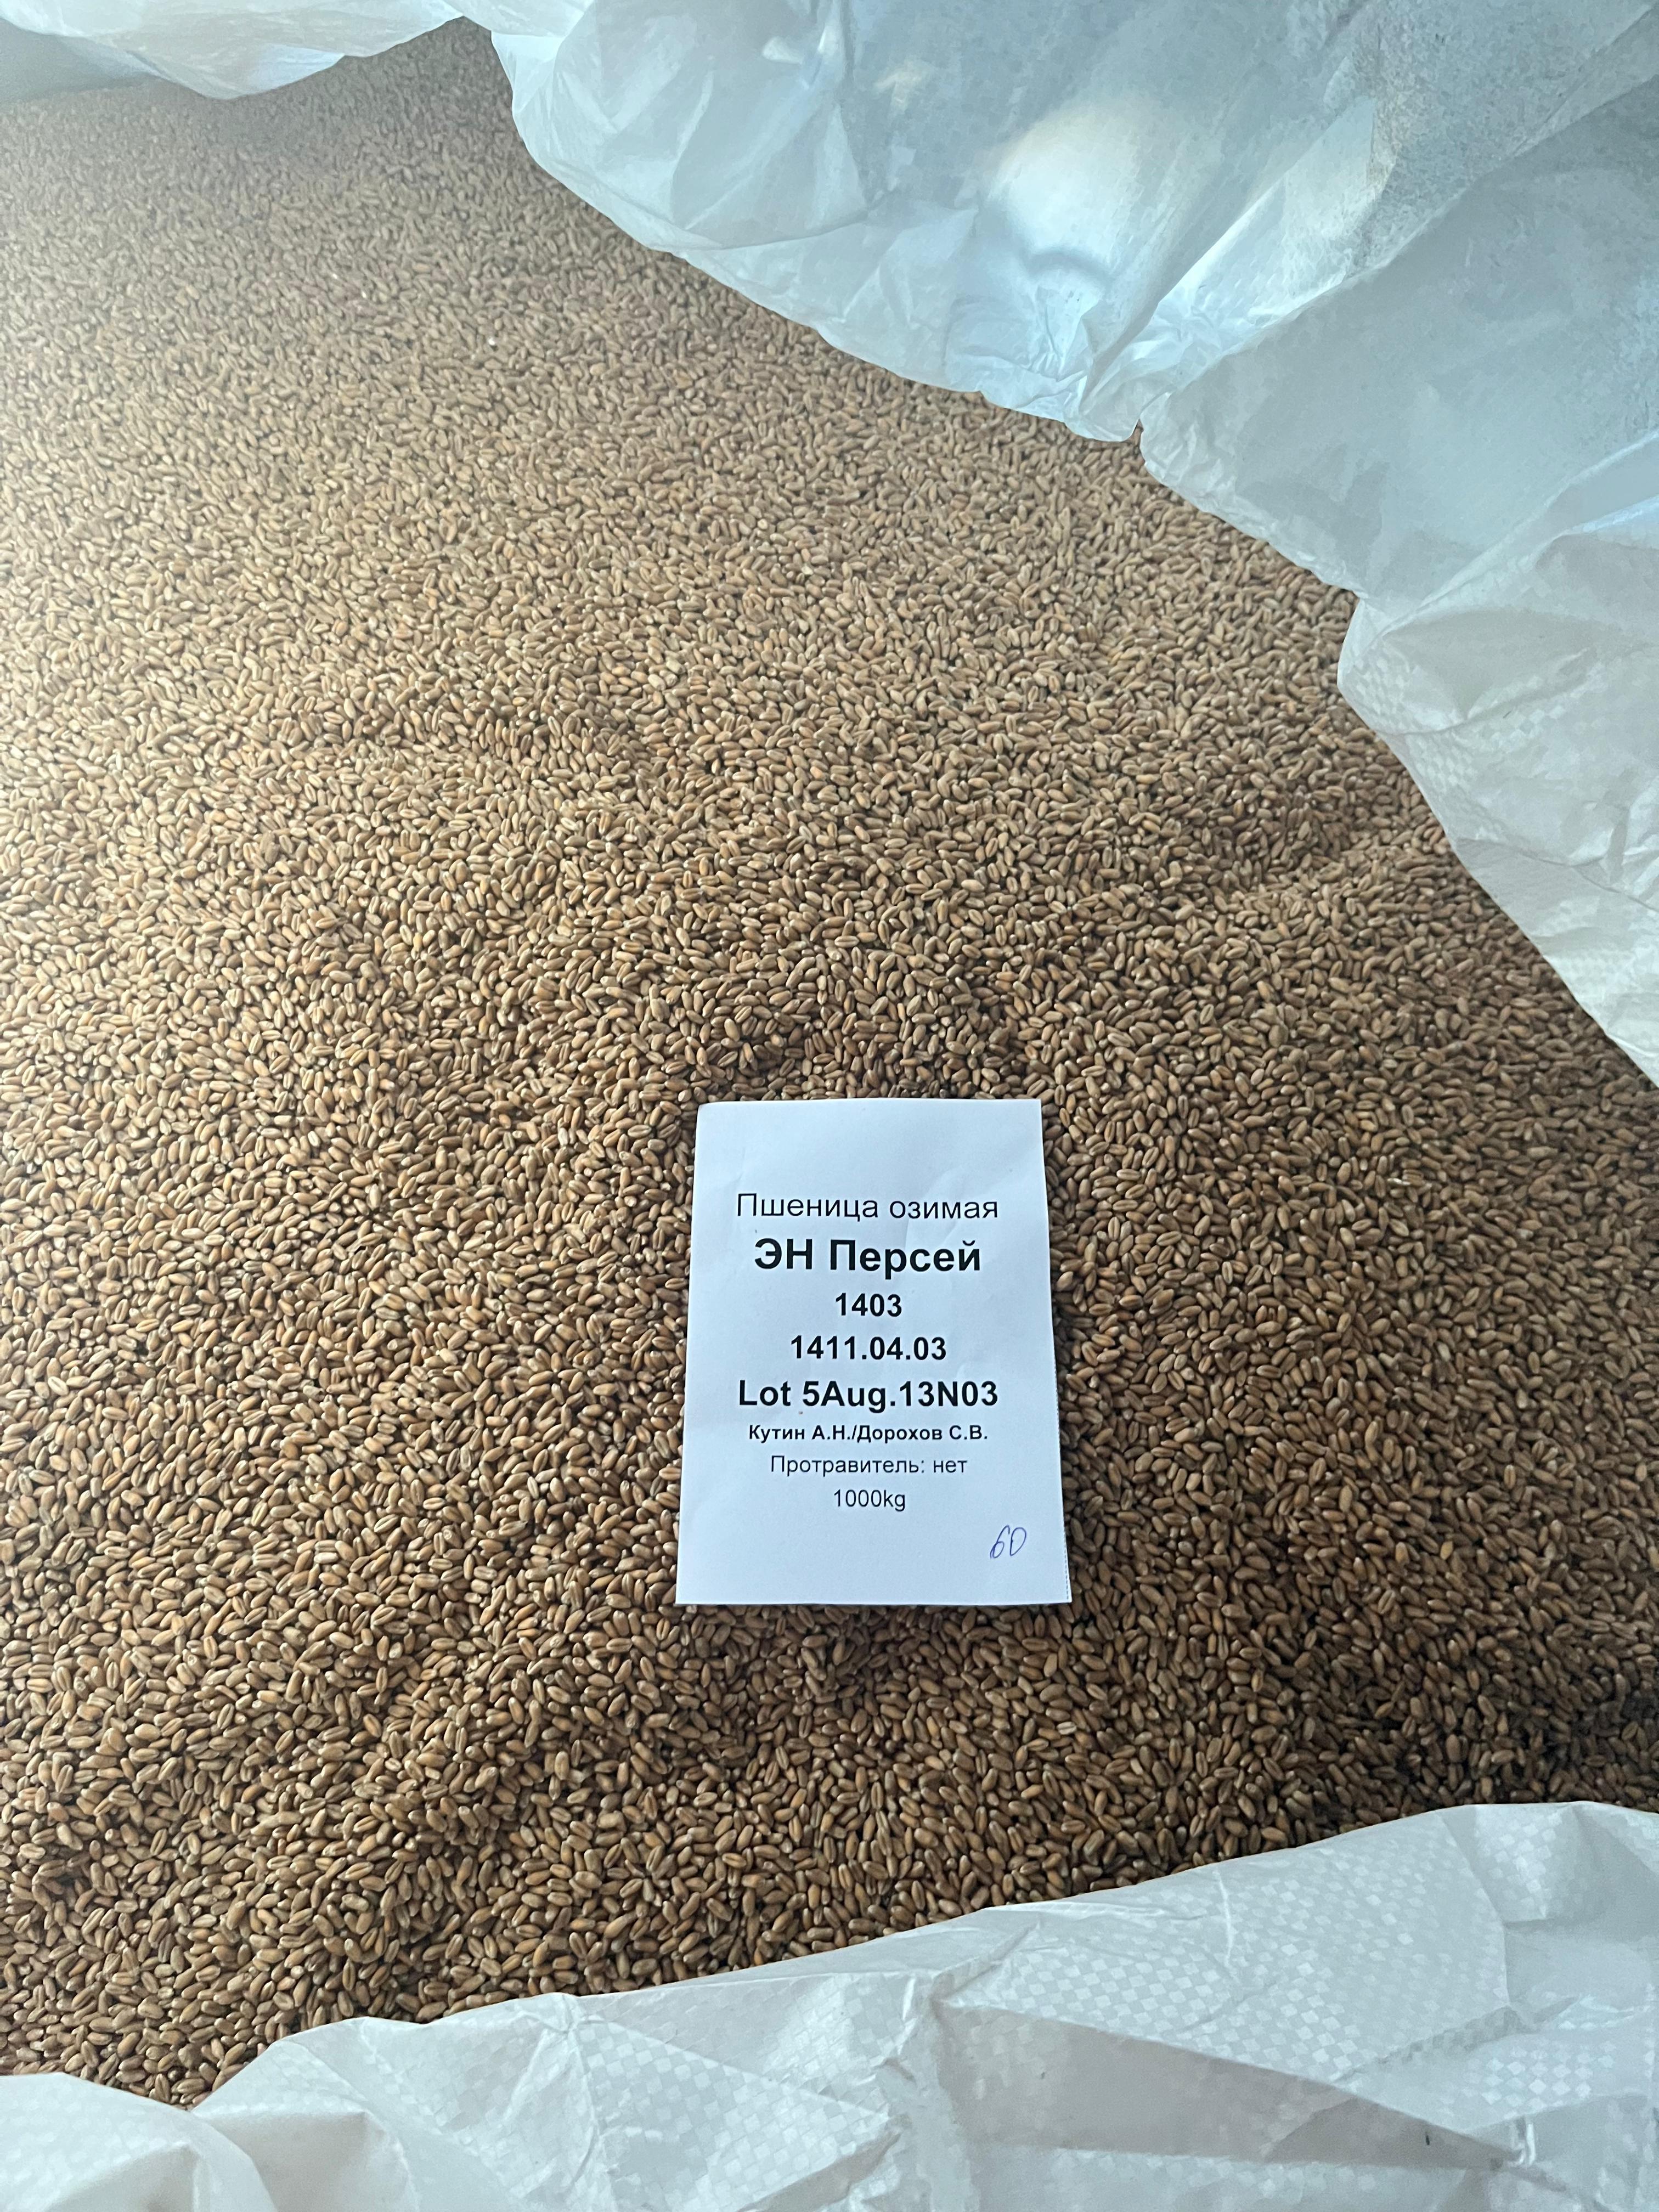 Пшеница озимая
ЭН Персей
1403
1411.04.03
Lot 5Aug.13N03
Кутин А.Н./Дорохов С.В.
Протравитель: нет
1000kg
60